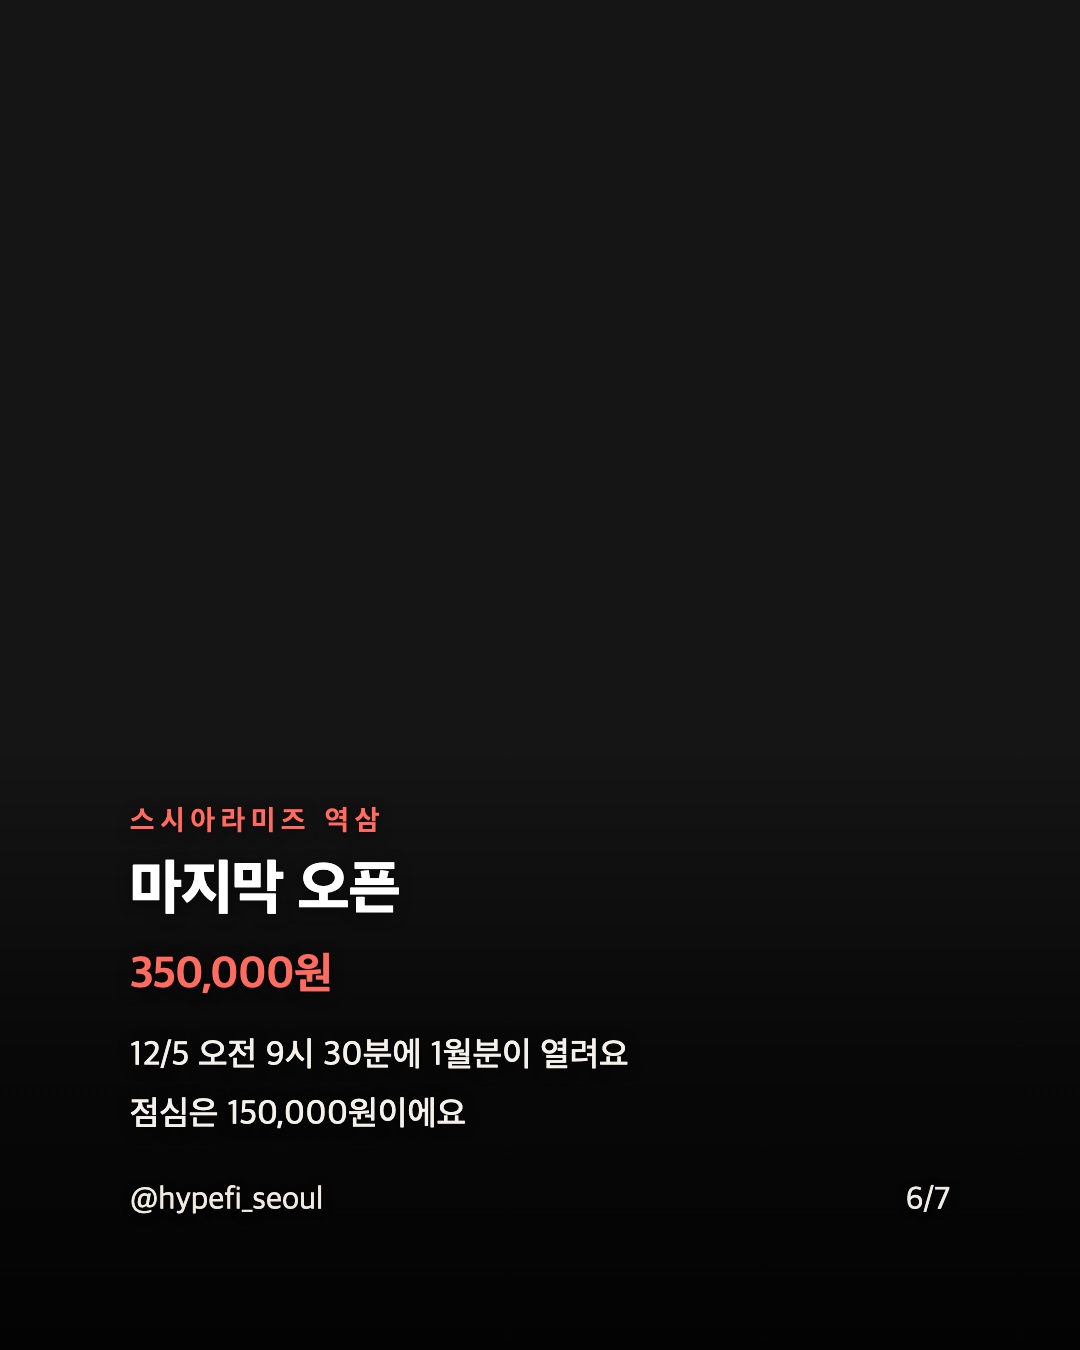 스시아라미즈 역삼
마지막 오픈
350,000원
12/5 오전 9시 30분에 1월분이 열려요
점심은 150,000원이에요
@hypefi_seoul
6/7